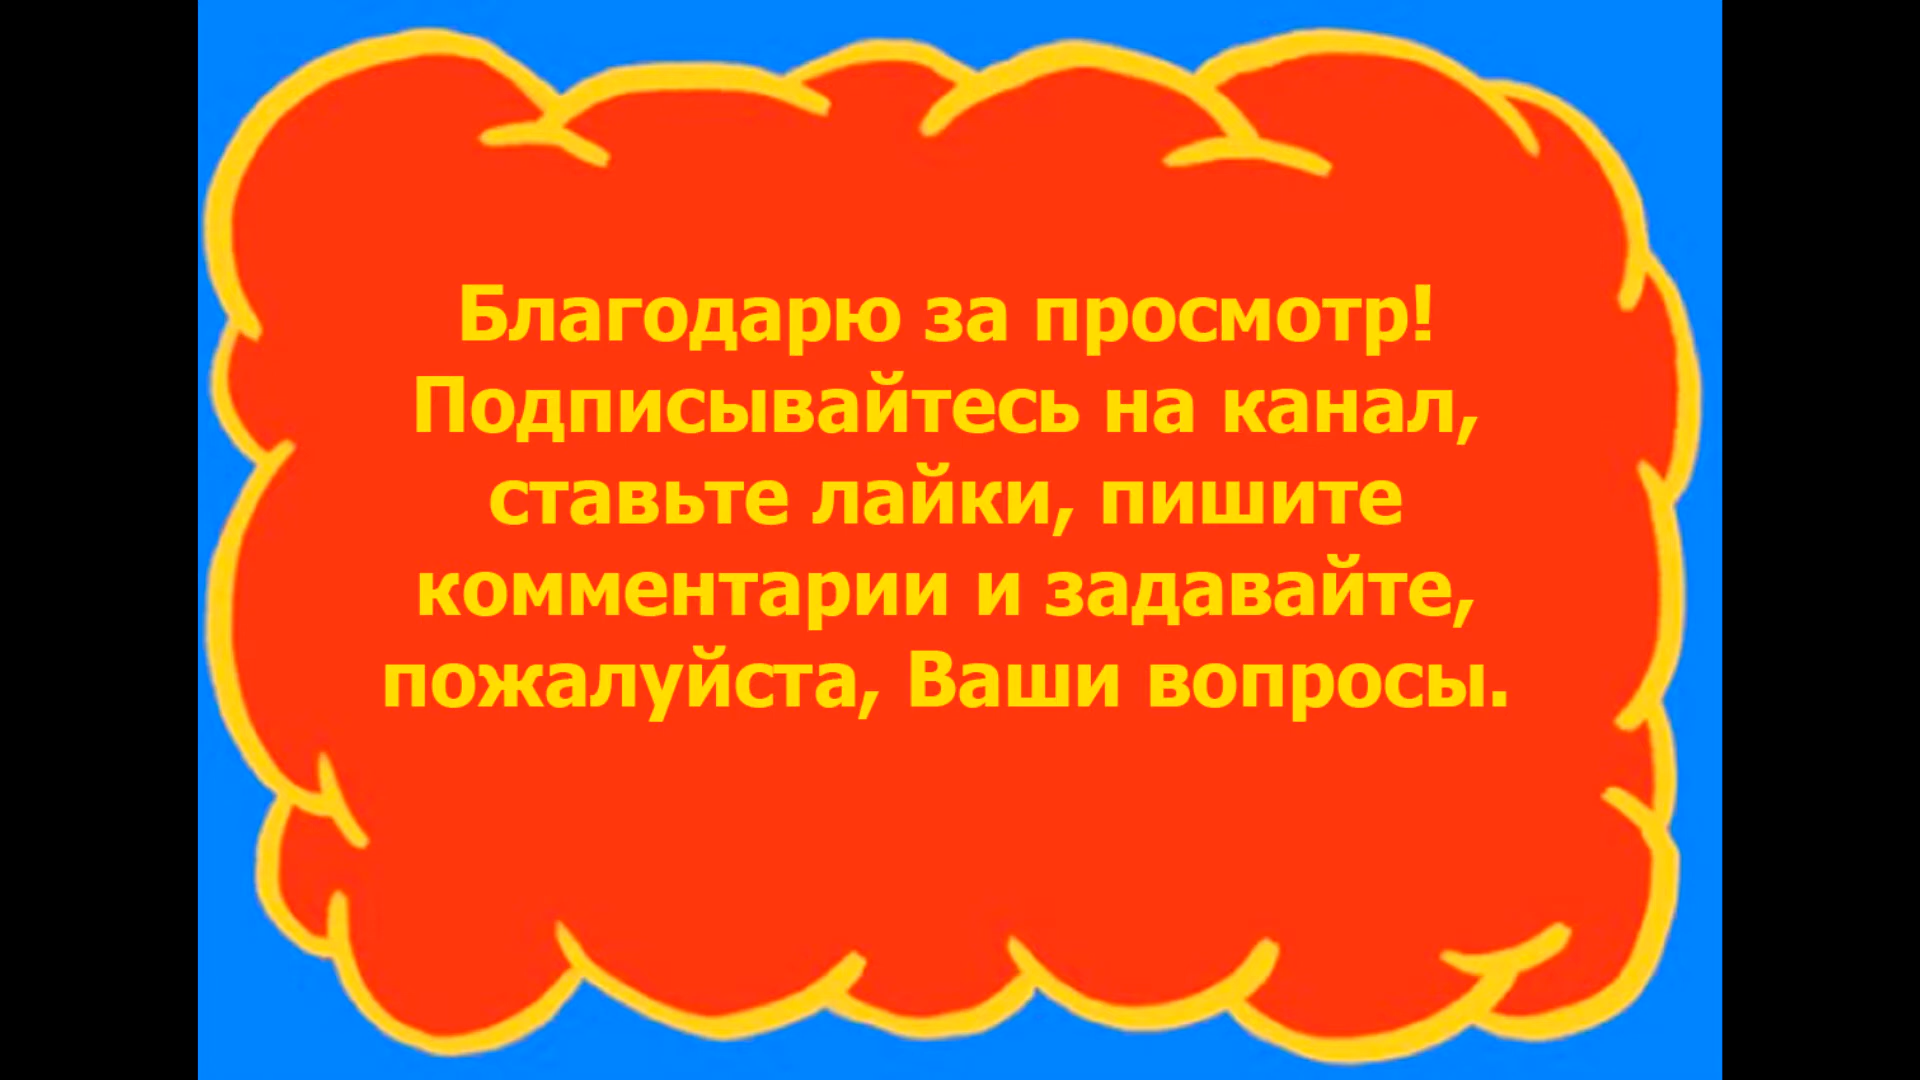 Благодарю за просмотр!
Подписывайтесь на канал,
ставьте лайки, пишите
комментарии и задавайте,
пожалуйста, Ваши вопросы.